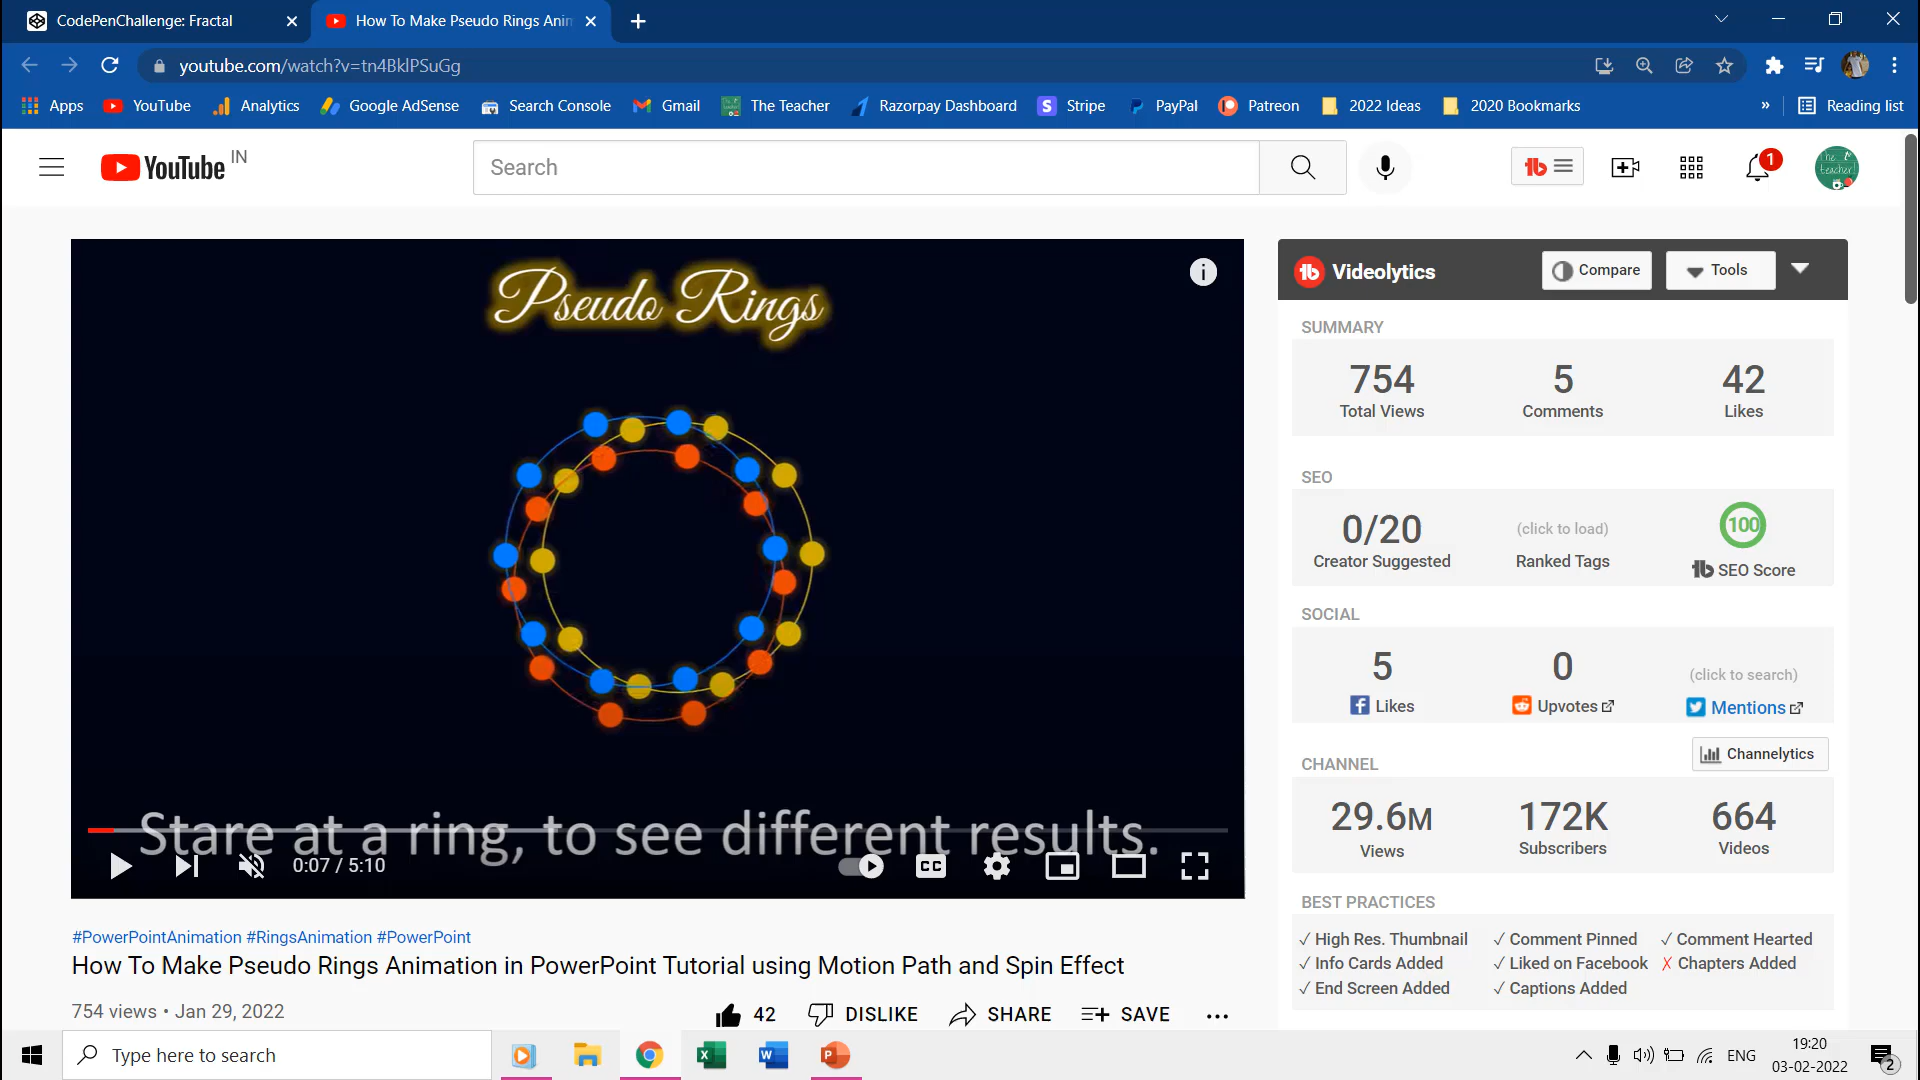 CodePenChallenge: Fractal
How To Make Pseudo Rings Anim
youtube.com/watch?v=tn4BklPSuGg
Apps YouTube Analytics Google AdSense Search Console Gmail The Teacher Razorpay Dashboard Stripe PayPal Patreon 2022 Ideas 2020 Bookmarks » Reading list
YouTube IN
Search
1
Pseudo Rings
Stare at a ring, to see different results.
0:07 / 5:10
CC
#PowerPointAnimation #RingsAnimation #PowerPoint
How To Make Pseudo Rings Animation in PowerPoint Tutorial using Motion Path and Spin Effect
754 views • Jan 29, 2022
42 DISLIKE SHARE SAVE
Videolytics Compare Tools
SUMMARY
754 5 42
Total Views Comments Likes
SEO
0/20 (click to load) 100
Creator Suggested Ranked Tags SEO Score
SOCIAL
5 0 (click to search)
Likes Upvotes Mentions
CHANNEL Channelytics
29.6M 172K 664
Views Subscribers Videos
BEST PRACTICES
✓ High Res. Thumbnail ✓ Comment Pinned ✓ Comment Hearted
✓ Info Cards Added ✓ Liked on Facebook ✗ Chapters Added
✓ End Screen Added ✓ Captions Added
Type here to search
ENG
19:20
03-02-2022
2